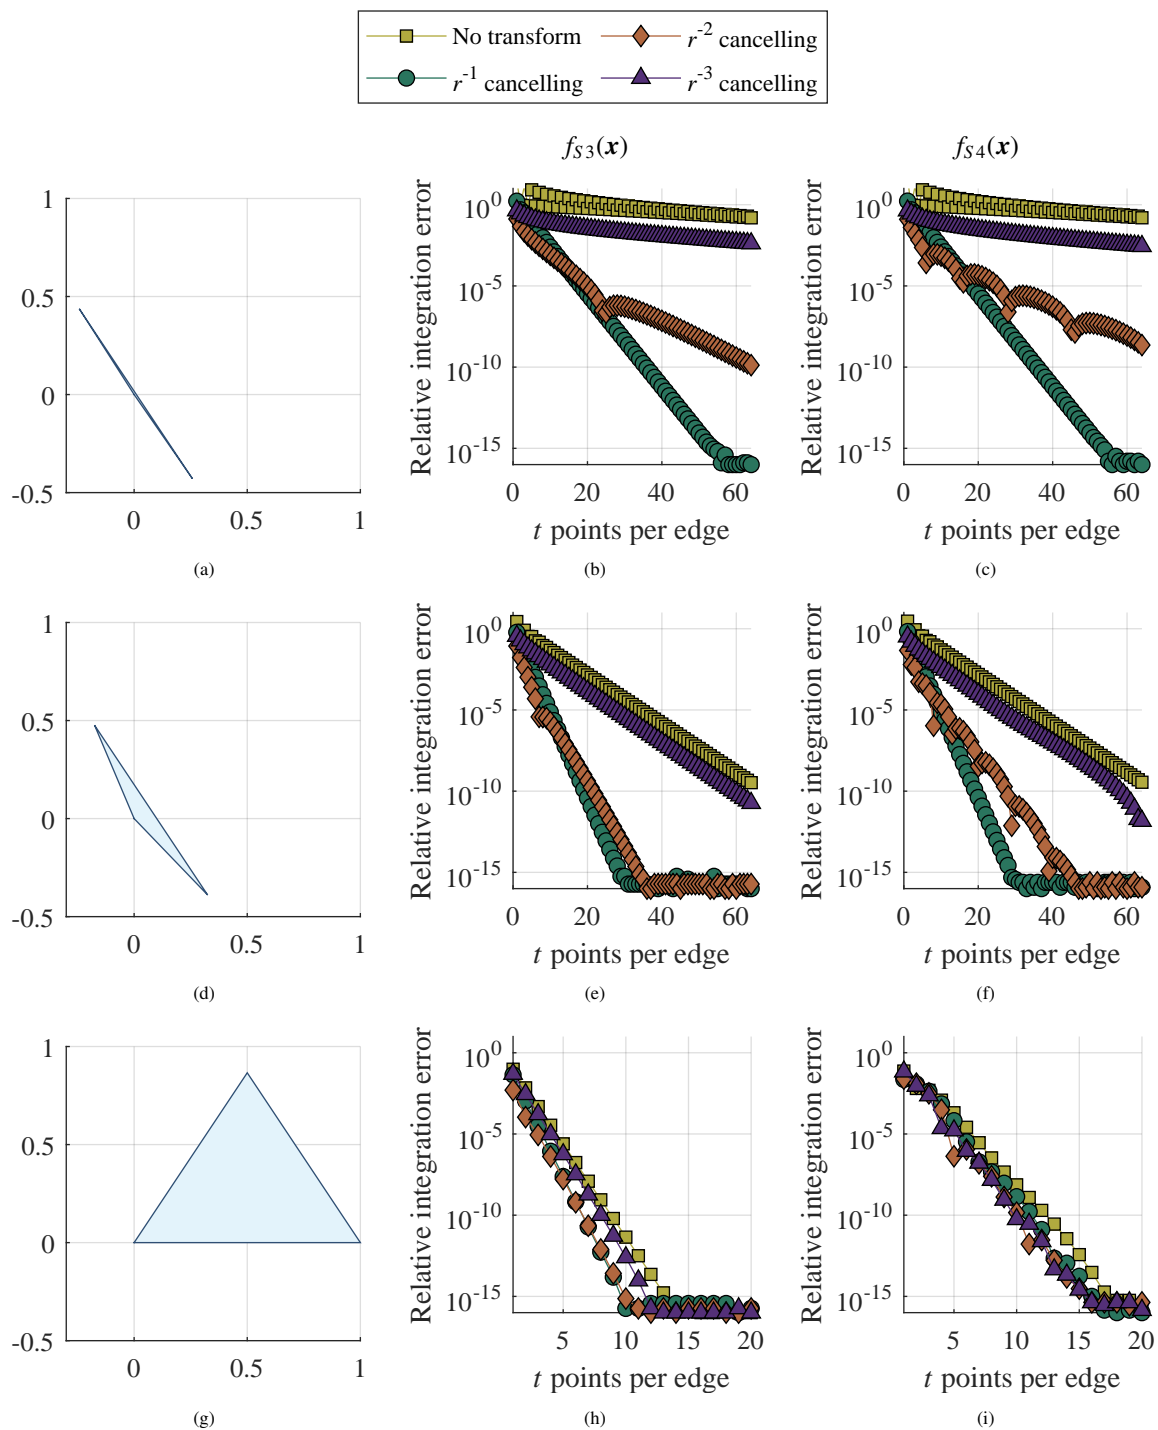 No transform
r^-2 cancelling
r^-1 cancelling
r^-3 cancelling
f_S3(x)
f_S4(x)
1
0.5
0
-0.5
0
0.5
1
(a)
Relative integration error
10^0
10^-5
10^-10
10^-15
0
20
40
60
t points per edge
(b)
Relative integration error
10^0
10^-5
10^-10
10^-15
0
20
40
60
t points per edge
(c)
1
0.5
0
-0.5
0
0.5
1
(d)
Relative integration error
10^0
10^-5
10^-10
10^-15
0
20
40
60
t points per edge
(e)
Relative integration error
10^0
10^-5
10^-10
10^-15
0
20
40
60
t points per edge
(f)
1
0.5
0
-0.5
0
0.5
1
(g)
Relative integration error
10^0
10^-5
10^-10
10^-15
5
10
15
20
t points per edge
(h)
Relative integration error
10^0
10^-5
10^-10
10^-15
5
10
15
20
t points per edge
(i)